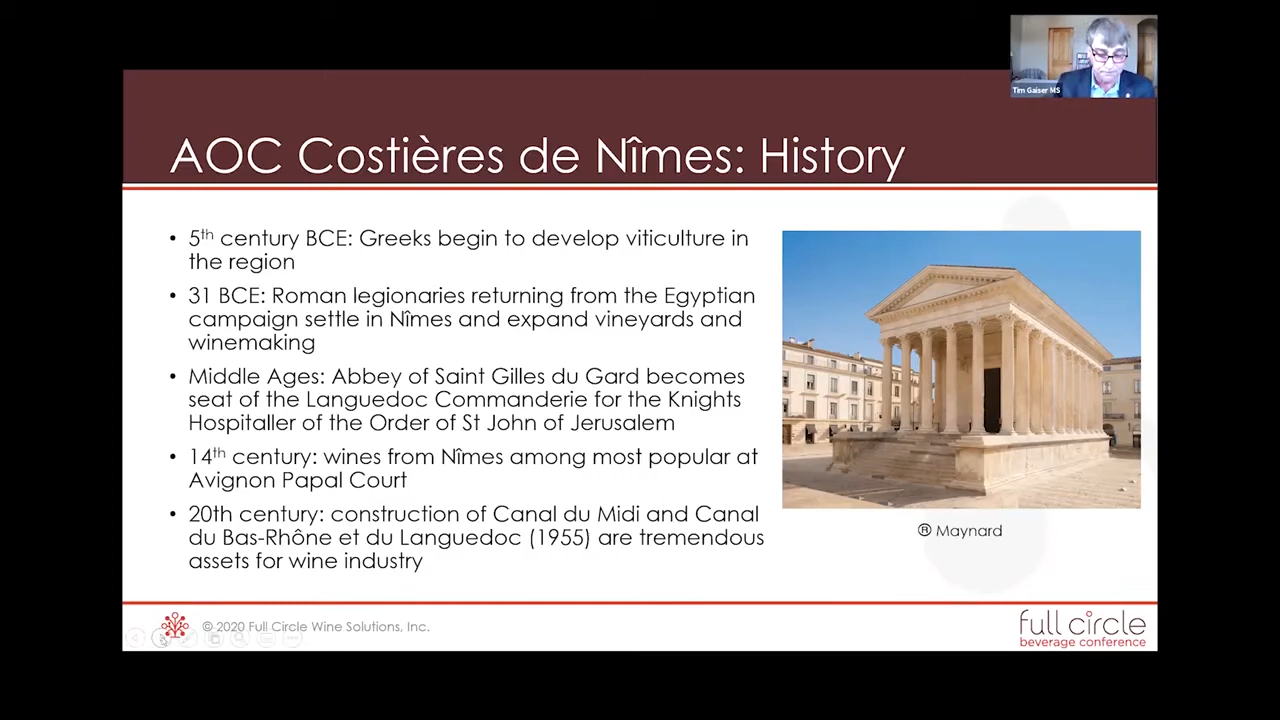 Tim Gaiser MS
AOC Costières de Nîmes: History
• 5th century BCE: Greeks begin to develop viticulture in
the region
• 31 BCE: Roman legionaries returning from the Egyptian
campaign settle in Nîmes and expand vineyards and
winemaking
• Middle Ages: Abbey of Saint Gilles du Gard becomes
seat of the Languedoc Commanderie for the Knights
Hospitaller of the Order of St John of Jerusalem
• 14th century: wines from Nîmes among most popular at
Avignon Papal Court
• 20th century: construction of Canal du Midi and Canal
du Bas-Rhône et du Languedoc (1955) are tremendous
assets for wine industry
® Maynard
© 2020 Full Circle Wine Solutions, Inc.
full circle
beverage conference